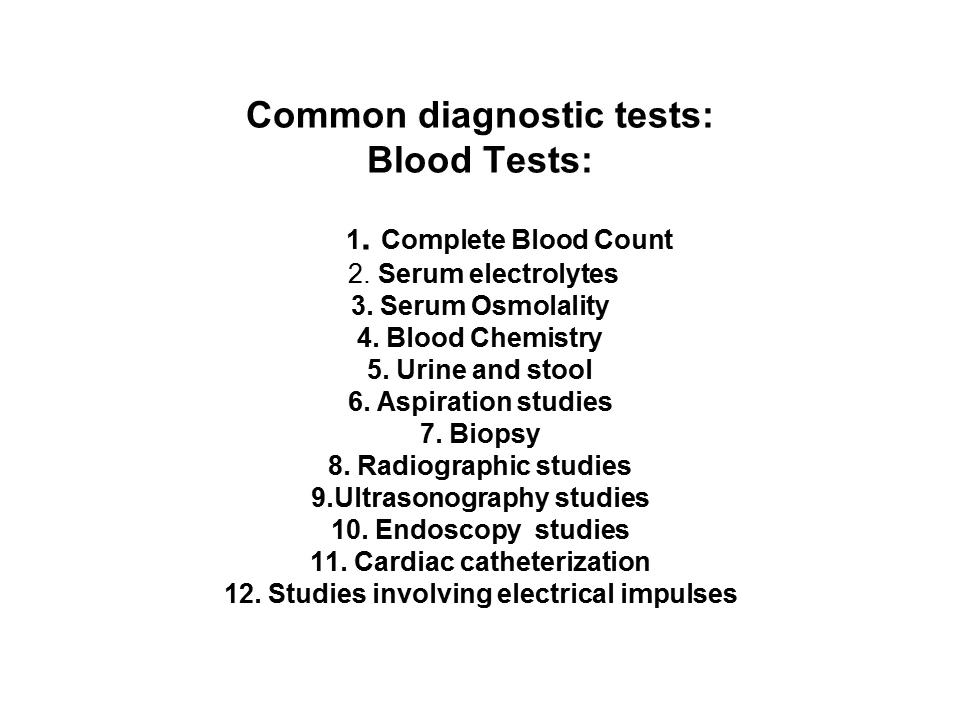 Common diagnostic tests:
Blood Tests:
1. Complete Blood Count
2. Serum electrolytes
3. Serum Osmolality
4. Blood Chemistry
5. Urine and stool
6. Aspiration studies
7. Biopsy
8. Radiographic studies
9.Ultrasonography studies
10. Endoscopy  studies
11. Cardiac catheterization
12. Studies involving electrical impulses